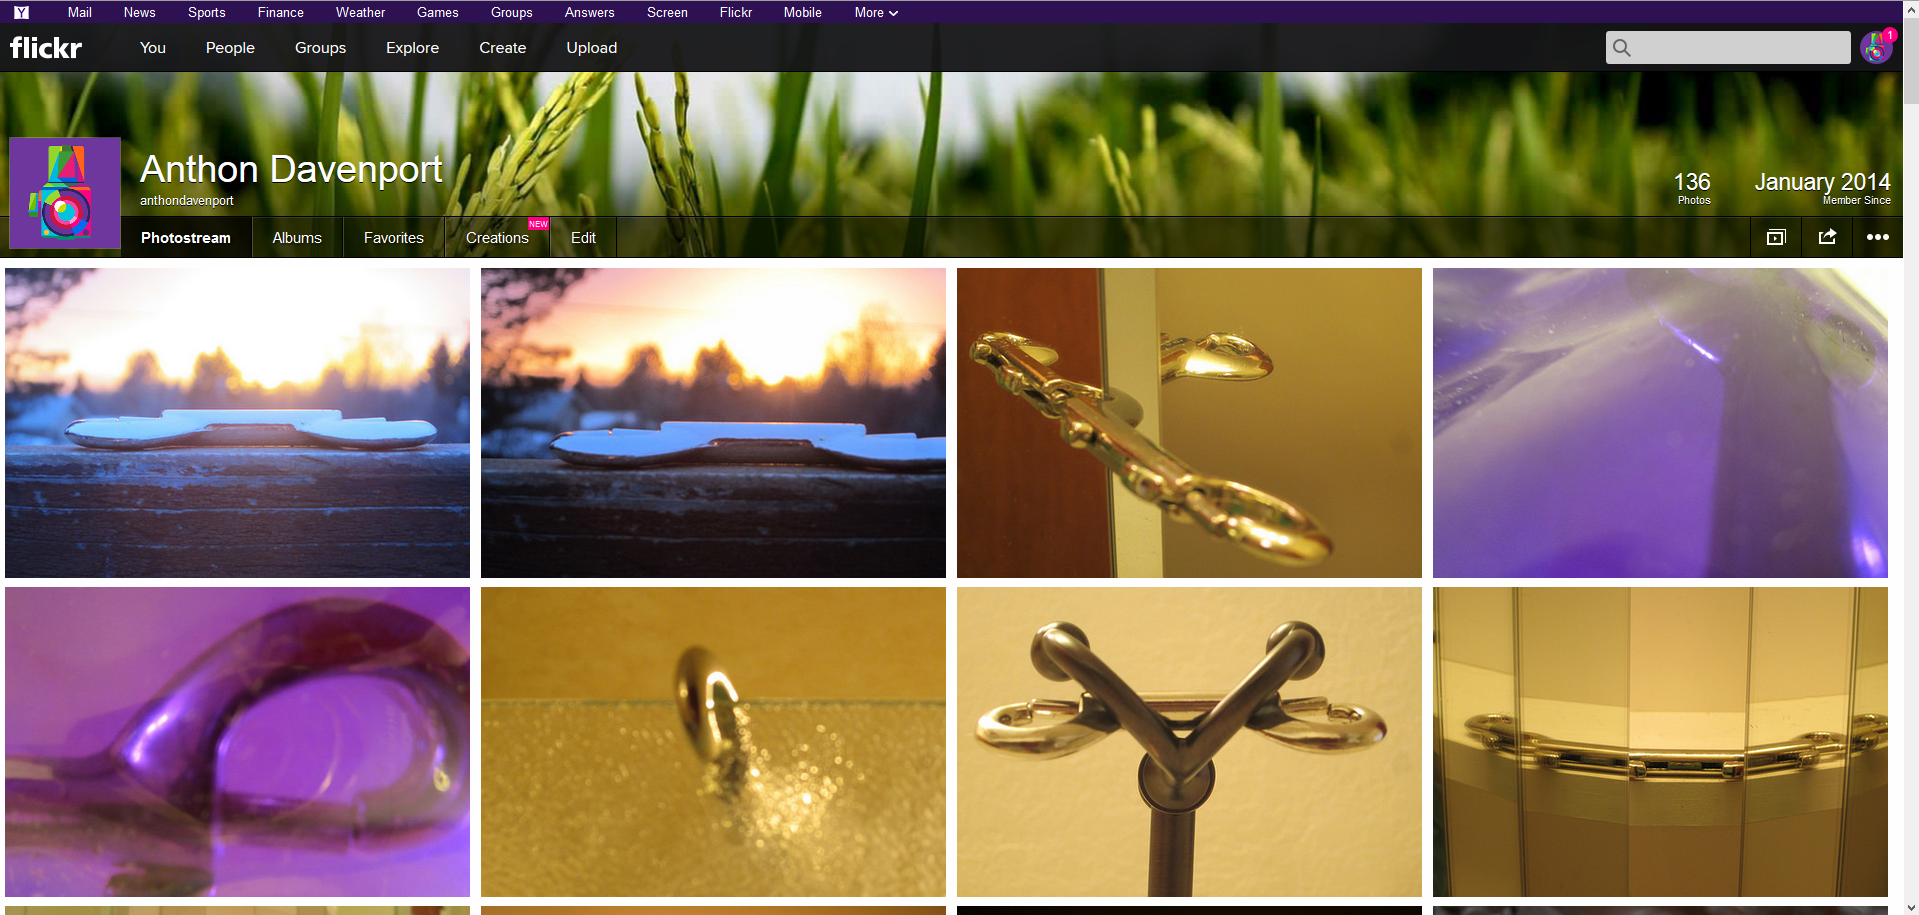 Y Mail News Sports Finance Weather Games Groups Answers Screen Flickr Mobile More
flickr You People Groups Explore Create Upload
1
Anthon Davenport
anthondavenport
136
Photos
January 2014
Member Since
Photostream Albums Favorites Creations NEW Edit